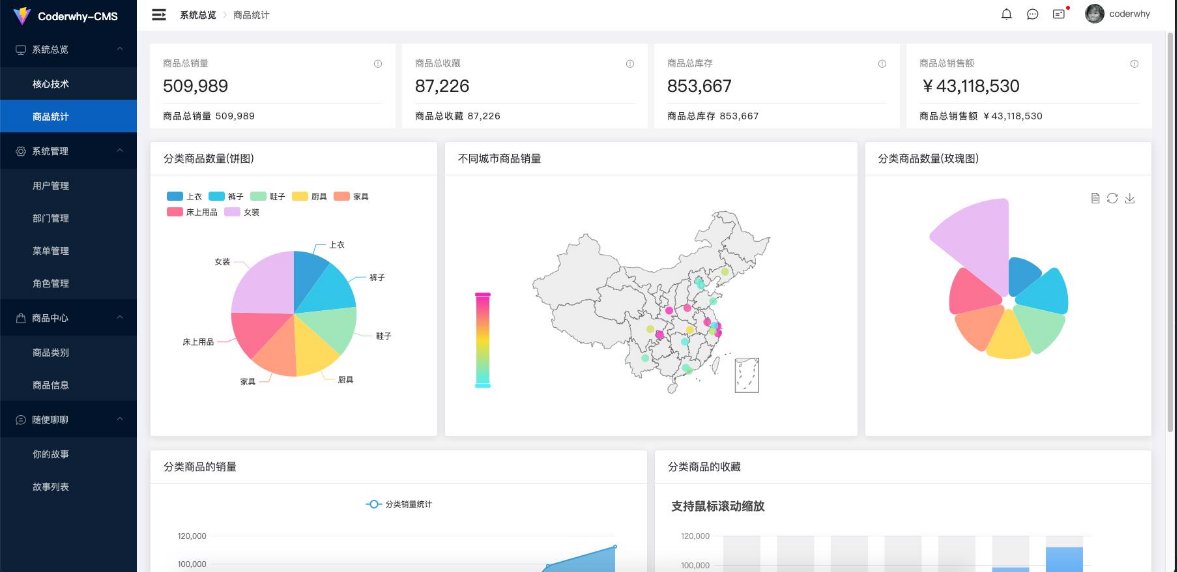 Coderwhy-CMS
系统总览
核心技术
商品统计
系统管理
用户管理
部门管理
菜单管理
角色管理
商品中心
商品类别
商品信息
随便聊聊
你的故事
故事列表
系统总览 > 商品统计
coderwhy
商品总销量
509,989
商品总销量 509,989
商品总收藏
87,226
商品总收藏 87,226
商品总库存
853,667
商品总库存 853,667
商品总销售额
¥43,118,530
商品总销售额 ¥43,118,530
分类商品数量(饼图)
上衣 裤子 鞋子 厨具 家具
床上用品 女装
上衣
女装
裤子
鞋子
床上用品
厨具
家具
不同城市商品销量
分类商品数量(玫瑰图)
分类商品的销量
分类销量统计
120,000
100,000
分类商品的收藏
支持鼠标滚动缩放
120,000
100,000